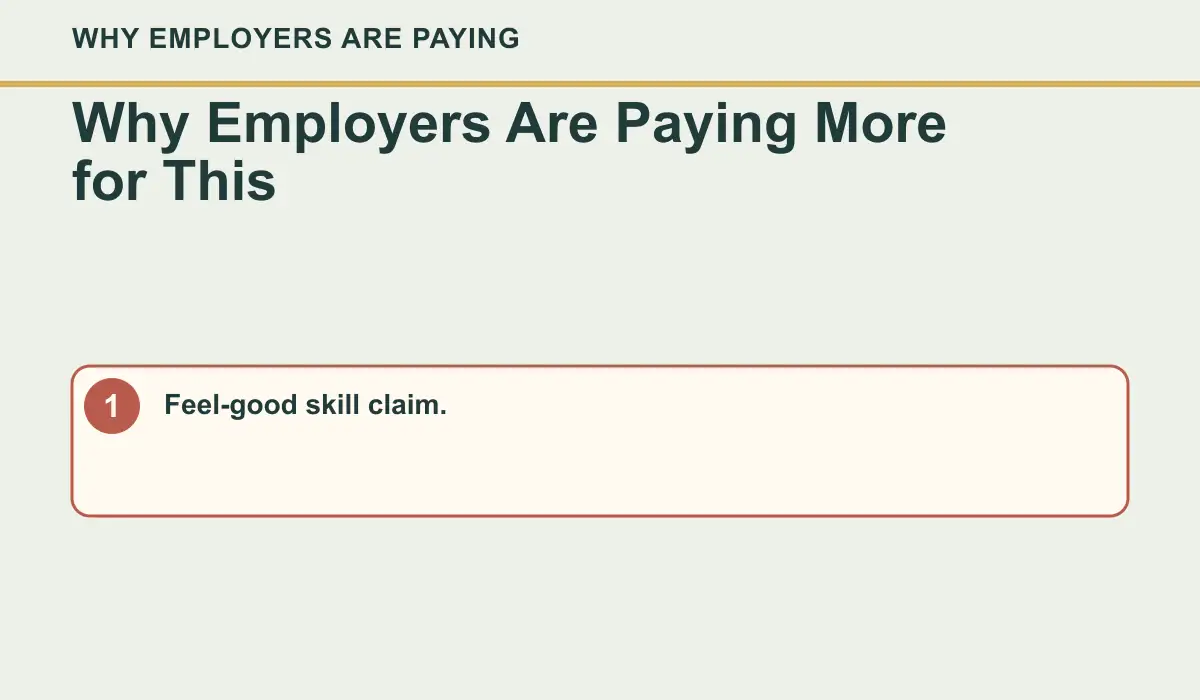 WHY EMPLOYERS ARE PAYING
Why Employers Are Paying More
for This
1
Feel-good skill claim.